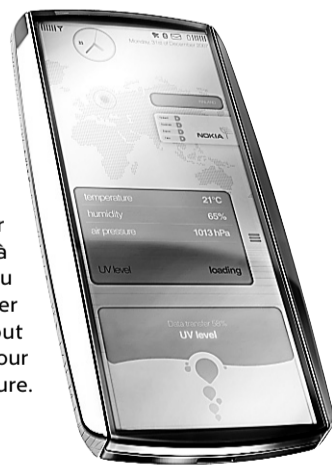 Monday, 31st of December 2007
NOKIA
temperature 21°C
humidity 65%
air pressure 1013 hPa
UV level loading
Data transfer 56%
UV level
r
à
u
er
out
our
ure.